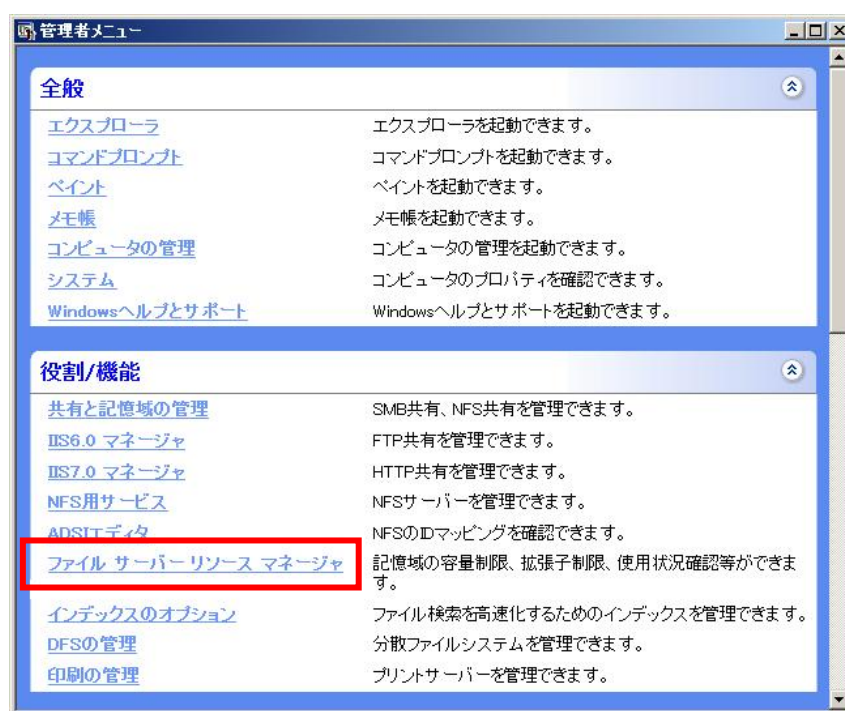 管理者メニュー
全般
エクスプローラ エクスプローラを起動できます。
コマンドプロンプト コマンドプロンプトを起動できます。
ペイント ペイントを起動できます。
メモ帳 メモ帳を起動できます。
コンピュータの管理 コンピュータの管理を起動できます。
システム コンピュータのプロパティを確認できます。
Windowsヘルプとサポート Windowsヘルプとサポートを起動できます。
役割/機能
共有と記憶域の管理 SMB共有、NFS共有を管理できます。
IIS6.0 マネージャ FTP共有を管理できます。
IIS7.0 マネージャ HTTP共有を管理できます。
NFS用サービス NFSサーバーを管理できます。
ADSIエディタ NFSのIDマッピングを確認できます。
ファイル サーバー リソース マネージャ 記憶域の容量制限、拡張子制限、使用状況確認等ができま
す。
インデックスのオプション ファイル検索を高速化するためのインデックスを管理できます。
DFSの管理 分散ファイルシステムを管理できます。
印刷の管理 プリントサーバーを管理できます。